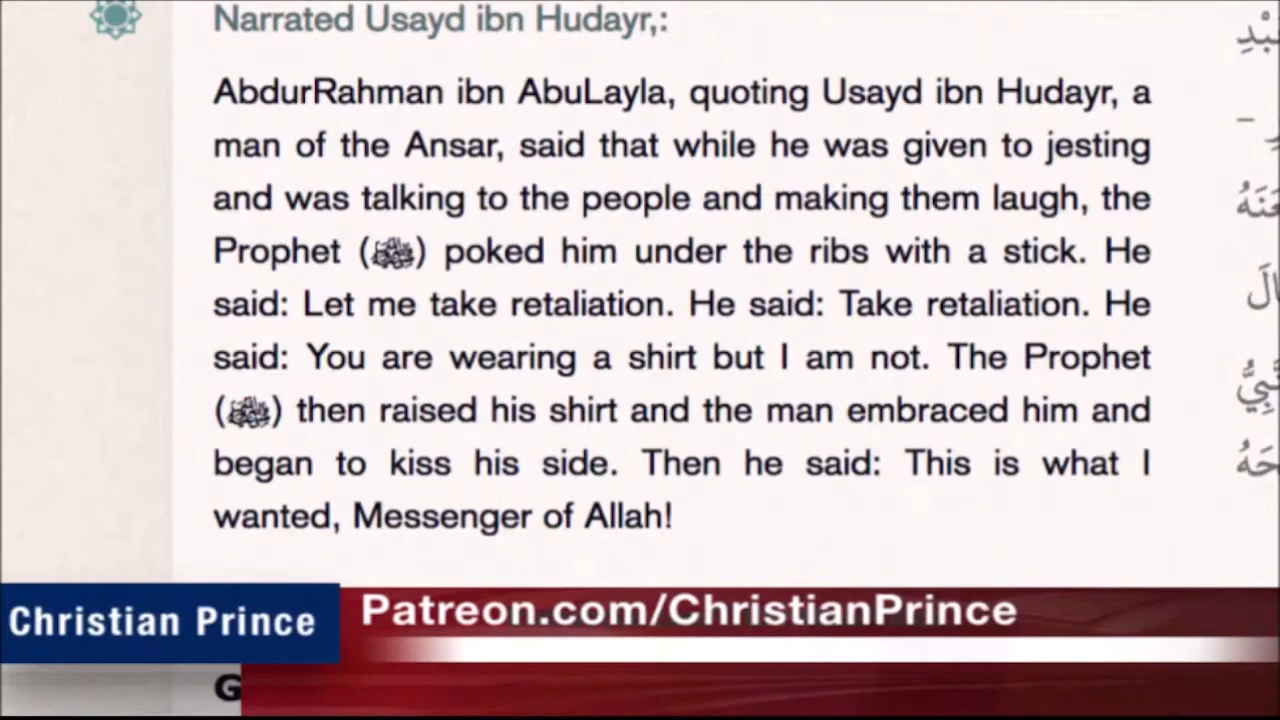 Narrated Usayd ibn Hudayr,:
AbdurRahman ibn AbuLayla, quoting Usayd ibn Hudayr, a
man of the Ansar, said that while he was given to jesting
and was talking to the people and making them laugh, the
Prophet (ﷺ) poked him under the ribs with a stick. He
said: Let me take retaliation. He said: Take retaliation. He
said: You are wearing a shirt but I am not. The Prophet
(ﷺ) then raised his shirt and the man embraced him and
began to kiss his side. Then he said: This is what I
wanted, Messenger of Allah!
Christian Prince
Patreon.com/ChristianPrince
G